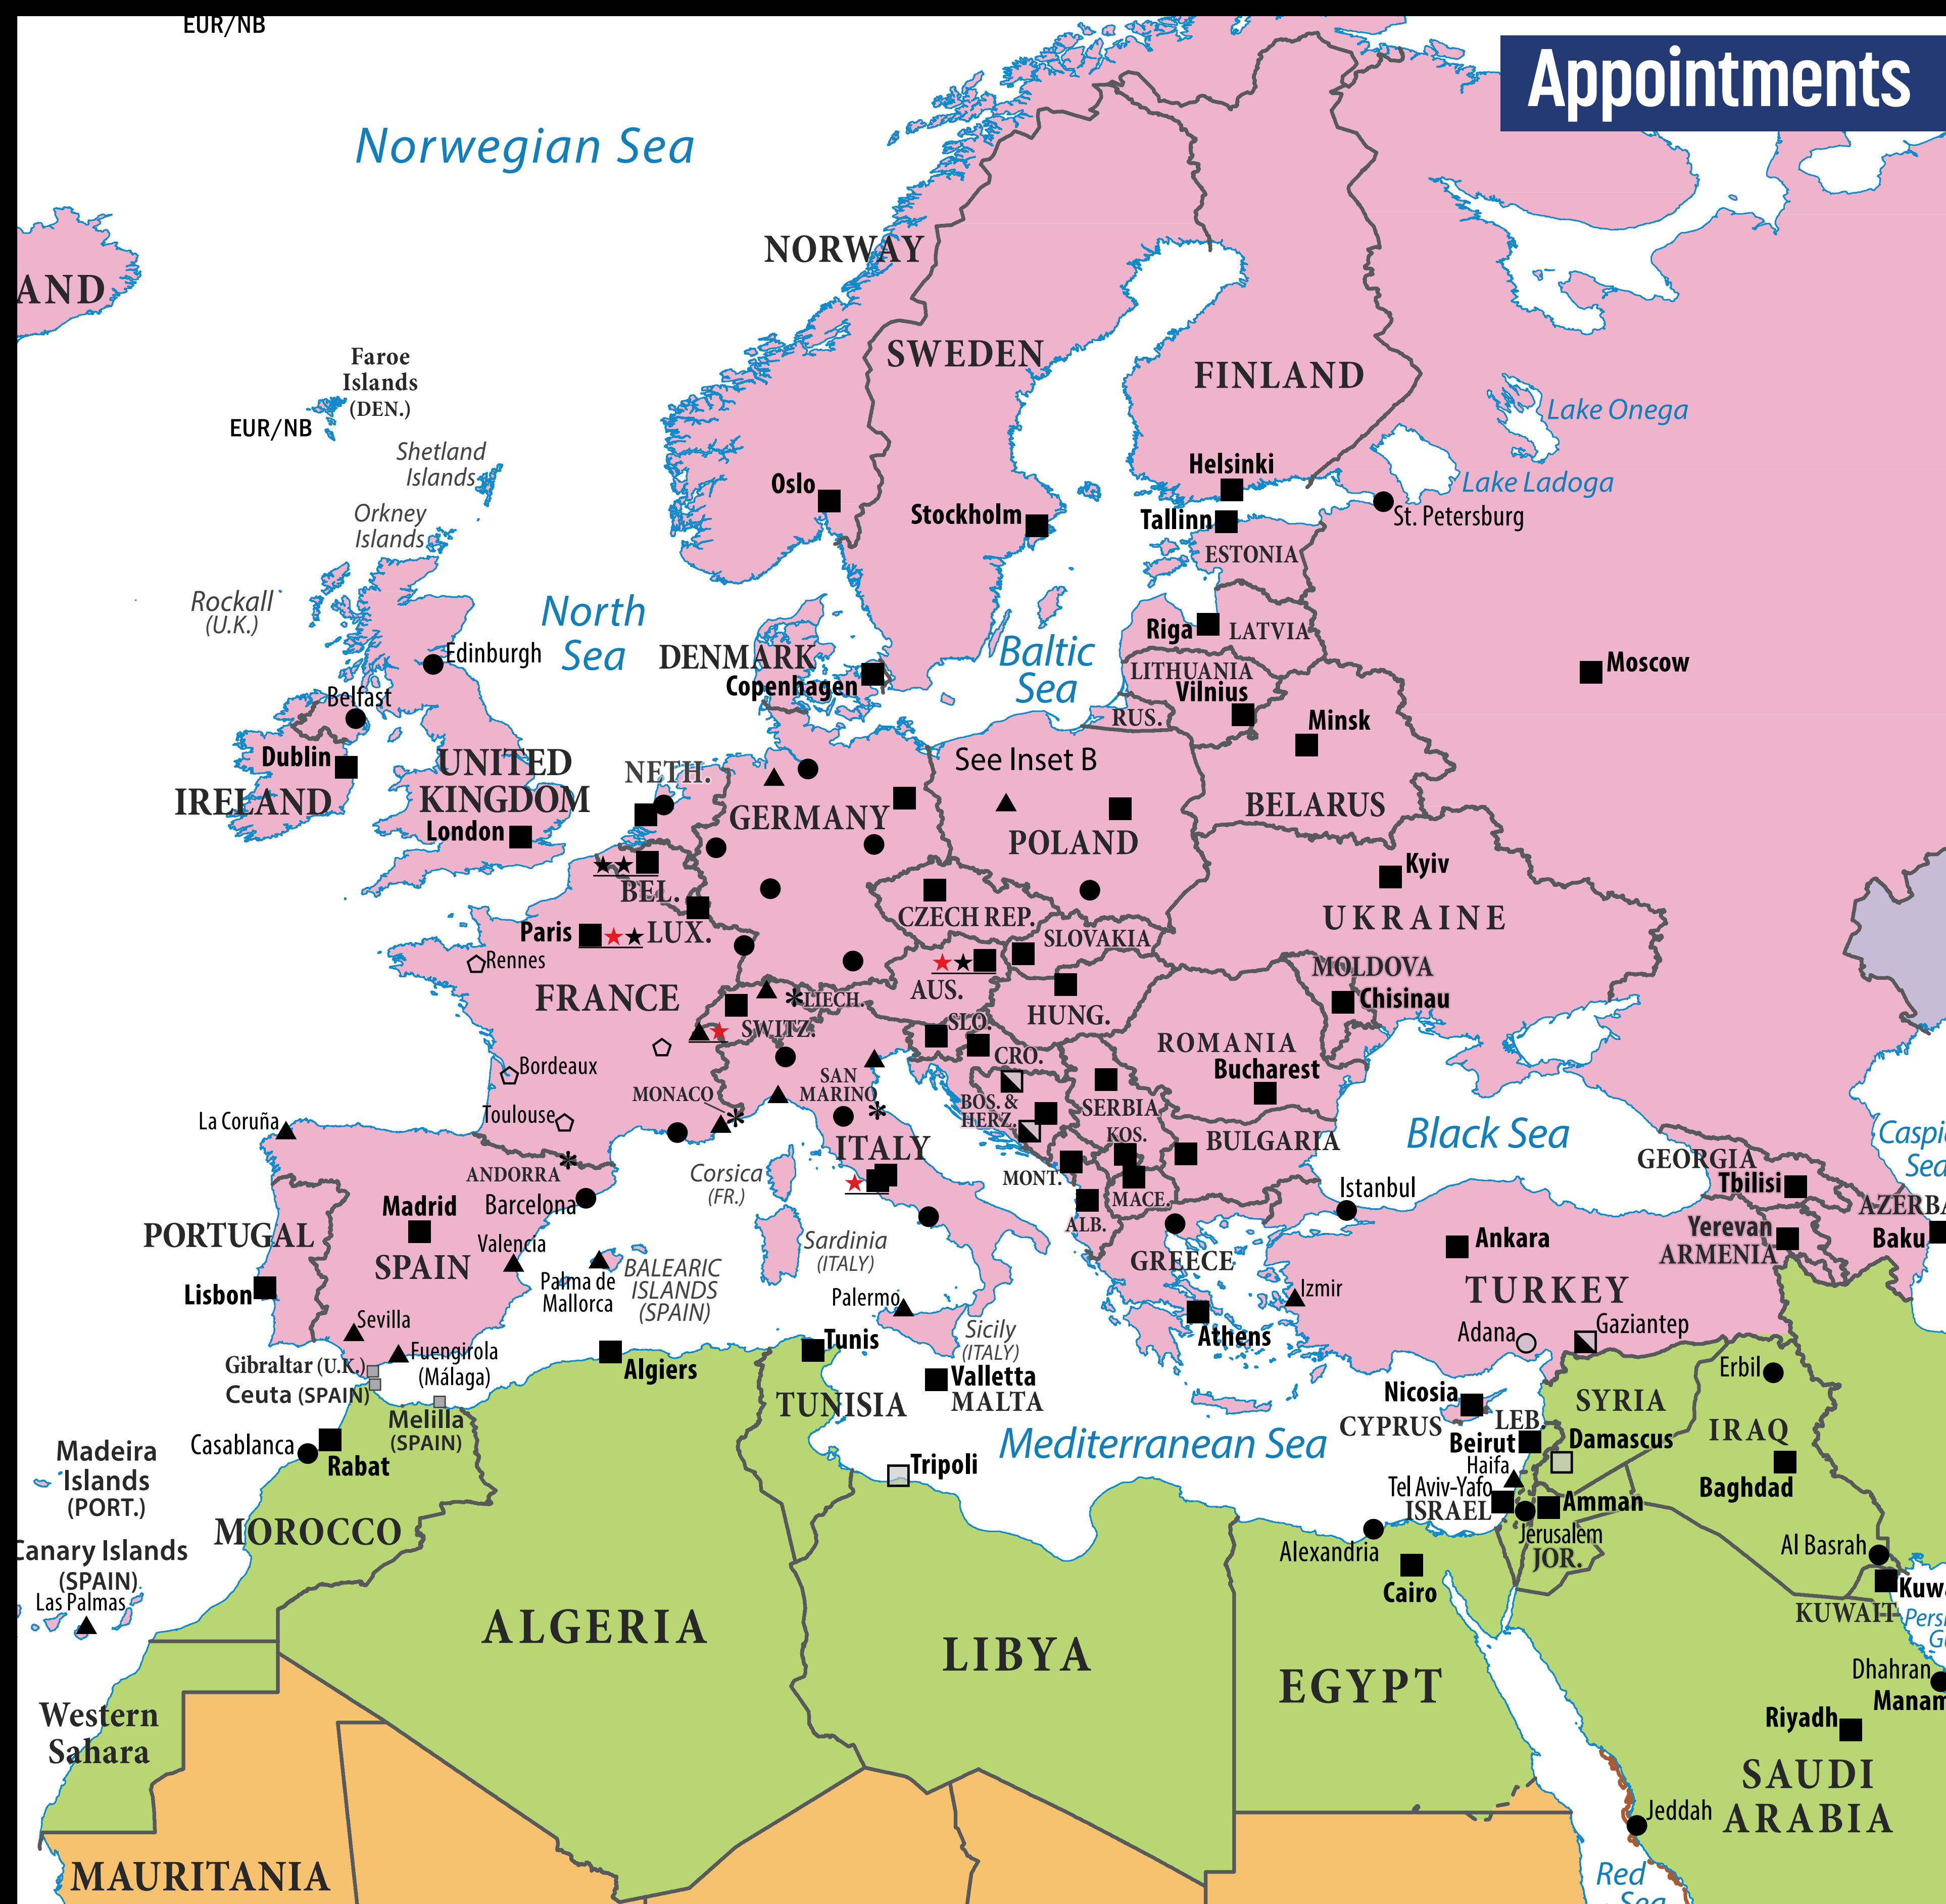 EUR/NB
Appointments
Norwegian Sea
NORWAY
AND
SWEDEN
FINLAND
Faroe
Islands
(DEN.)
EUR/NB
Lake Onega
Shetland
Islands
Lake Ladoga
Orkney
Islands
Oslo
Stockholm
Helsinki
Tallinn
St. Petersburg
ESTONIA
Rockall
(U.K.)
North
Sea
Riga
LATVIA
Edinburgh
DENMARK
Copenhagen
Baltic
Sea
LITHUANIA
Vilnius
Moscow
RUS.
Minsk
Belfast
Dublin
IRELAND
UNITED
KINGDOM
London
NETH.
GERMANY
See Inset B
POLAND
BELARUS
BEL.
Kyiv
CZECH REP.
UKRAINE
Paris
LUX.
SLOVAKIA
Rennes
MOLDOVA
Chisinau
FRANCE
LIECH.
AUS.
HUNG.
SWITZ.
SLO.
CRO.
ROMANIA
Bucharest
Bordeaux
SAN
MARINO
MONACO
BOS. &
HERZ.
SERBIA
La Coruña
Toulouse
KOS.
BULGARIA
Black Sea
Caspi
Sea
ITALY
ANDORRA
Corsica
(FR.)
MONT.
GEORGIA
Tbilisi
Barcelona
Madrid
MACE.
Istanbul
AZERBA
PORTUGAL
ALB.
Yerevan
ARMENIA
Baku
Valencia
SPAIN
Sardinia
(ITALY)
GREECE
Ankara
Palma de
Mallorca
BALEARIC
ISLANDS
(SPAIN)
TURKEY
Lisbon
Palermo
Izmir
Sevilla
Sicily
(ITALY)
Athens
Adana
Gaziantep
Tunis
Fuengirola
(Málaga)
Gibraltar (U.K.)
Algiers
Erbil
Ceuta (SPAIN)
Valletta
MALTA
Nicosia
CYPRUS
SYRIA
TUNISIA
Melilla
(SPAIN)
LEB.
IRAQ
Casablanca
Rabat
Mediterranean Sea
Beirut
Damascus
Madeira
Islands
(PORT.)
Tripoli
Haifa
Baghdad
Tel Aviv-Yafo
ISRAEL
Amman
MOROCCO
Jerusalem
JOR.
Canary Islands
(SPAIN)
Las Palmas
Alexandria
Cairo
Al Basrah
Kuwa
KUWAIT
Persi
Gu
ALGERIA
LIBYA
EGYPT
Dhahran
Manam
Western
Sahara
Riyadh
SAUDI
ARABIA
Jeddah
MAURITANIA
Red
Sea